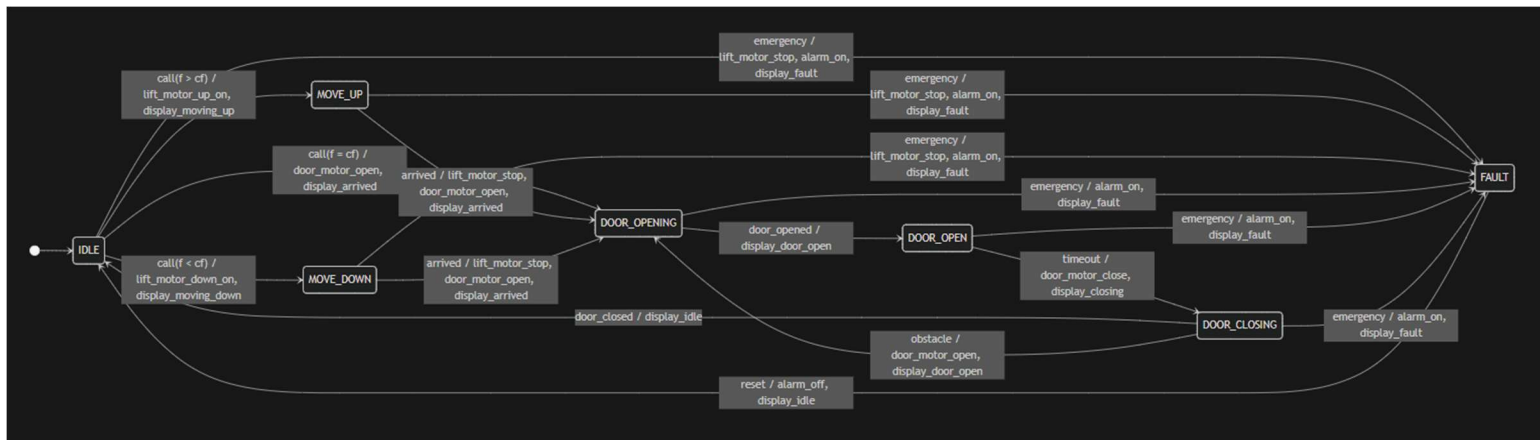 emergency /
lift_motor_stop, alarm_on,
display_fault
call(f > cf) /
lift_motor_up_on,
display_moving_up
MOVE_UP
emergency /
lift_motor_stop, alarm_on,
display_fault
call(f = cf) /
door_motor_open,
display_arrived
arrived / lift_motor_stop,
door_motor_open,
display_arrived
emergency /
lift_motor_stop, alarm_on,
display_fault
FAULT
emergency / alarm_on,
display_fault
DOOR_OPENING
door_opened /
display_door_open
DOOR_OPEN
emergency / alarm_on,
display_fault
IDLE
call(f < cf) /
lift_motor_down_on,
display_moving_down
MOVE_DOWN
arrived / lift_motor_stop,
door_motor_open,
display_arrived
timeout /
door_motor_close,
display_closing
door_closed / display_idle
DOOR_CLOSING
emergency / alarm_on,
display_fault
obstacle /
door_motor_open,
display_door_open
reset / alarm_off,
display_idle